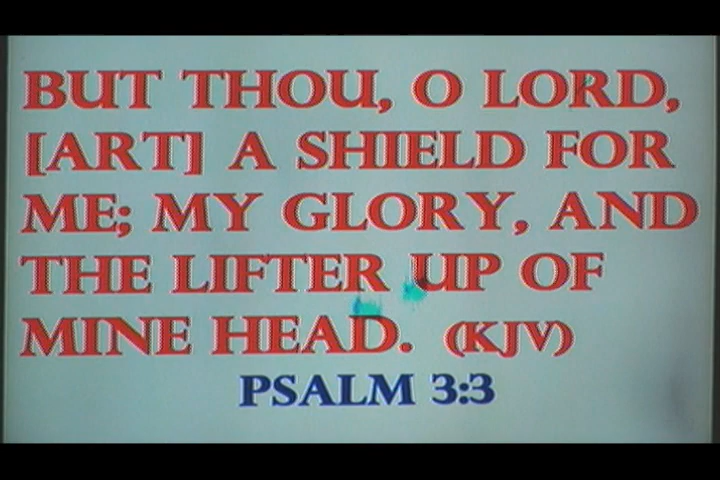 BUT THOU, O LORD,
[ART] A SHIELD FOR
ME; MY GLORY, AND
THE LIFTER UP OF
MINE HEAD. (KJV)
PSALM 3:3